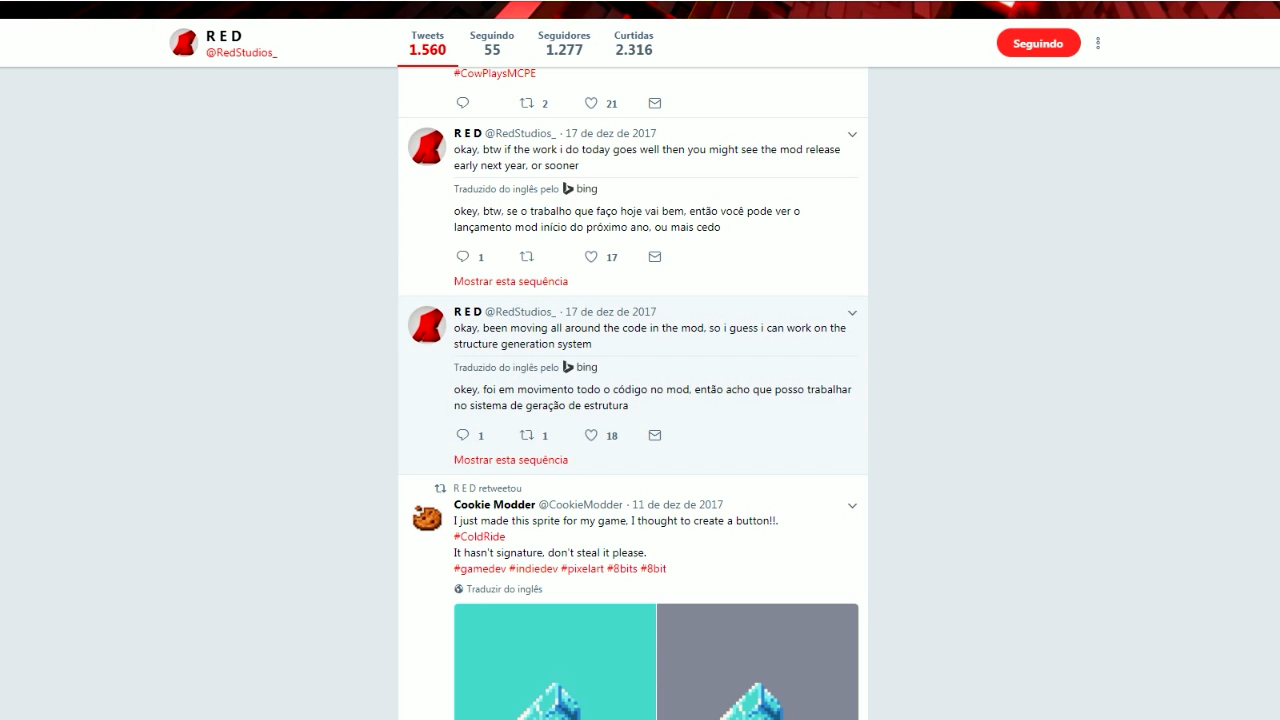 R E D
@RedStudios_
Tweets
1.560
Seguindo
55
Seguidores
1.277
Curtidas
2.316
Seguindo
#CowPlaysMCPE
2
21
R E D @RedStudios_ · 17 de dez de 2017
okay, btw if the work i do today goes well then you might see the mod release
early next year, or sooner
Traduzido do inglês pelo bing
okey, btw, se o trabalho que faço hoje vai bem, então você pode ver o
lançamento mod início do próximo ano, ou mais cedo
1
17
Mostrar esta sequência
R E D @RedStudios_ · 17 de dez de 2017
okay, been moving all around the code in the mod, so i guess i can work on the
structure generation system
Traduzido do inglês pelo bing
okey, foi em movimento todo o código no mod, então acho que posso trabalhar
no sistema de geração de estrutura
1
1
18
Mostrar esta sequência
R E D retweetou
Cookie Modder @CookieModder · 11 de dez de 2017
I just made this sprite for my game, I thought to create a button!!.
#ColdRide
It hasn't signature, don't steal it please.
#gamedev #indiedev #pixelart #8bits #8bit
Traduzir do inglês